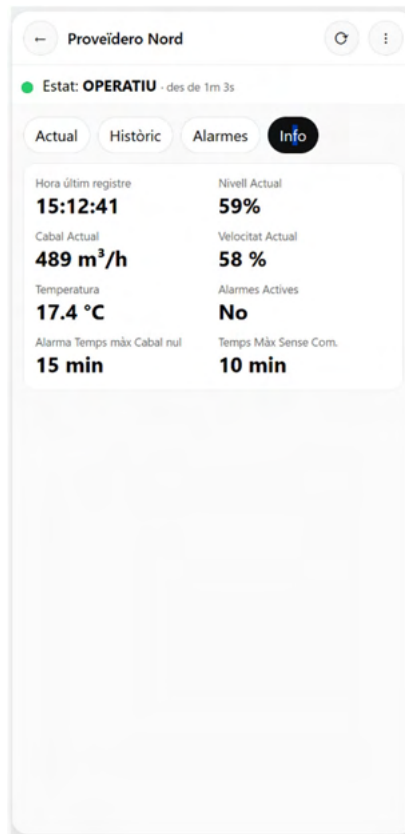 ← Proveïdero Nord
Estat: OPERATIU · des de 1m 3s
Actual Històric Alarmes Info
Hora últim registre Nivell Actual
15:12:41 59%
Cabal Actual Velocitat Actual
489 m³/h 58 %
Temperatura Alarmes Actives
17.4 °C No
Alarma Temps màx Cabal nul Temps Màx Sense Com.
15 min 10 min